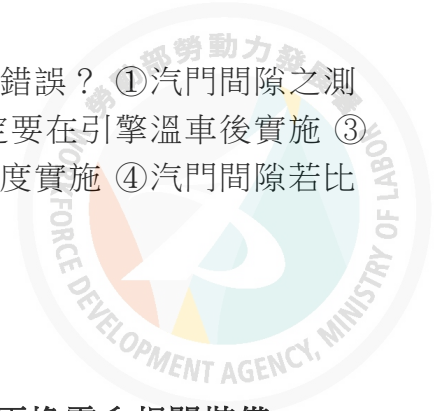 錯誤? ①汽門間隙之測
定要在引擎溫車後實施 ③
度實施 ④汽門間隙若比
部勞動力發
FORCE DEVELOPMENT AGENCY, MINISTRY OF LABOR